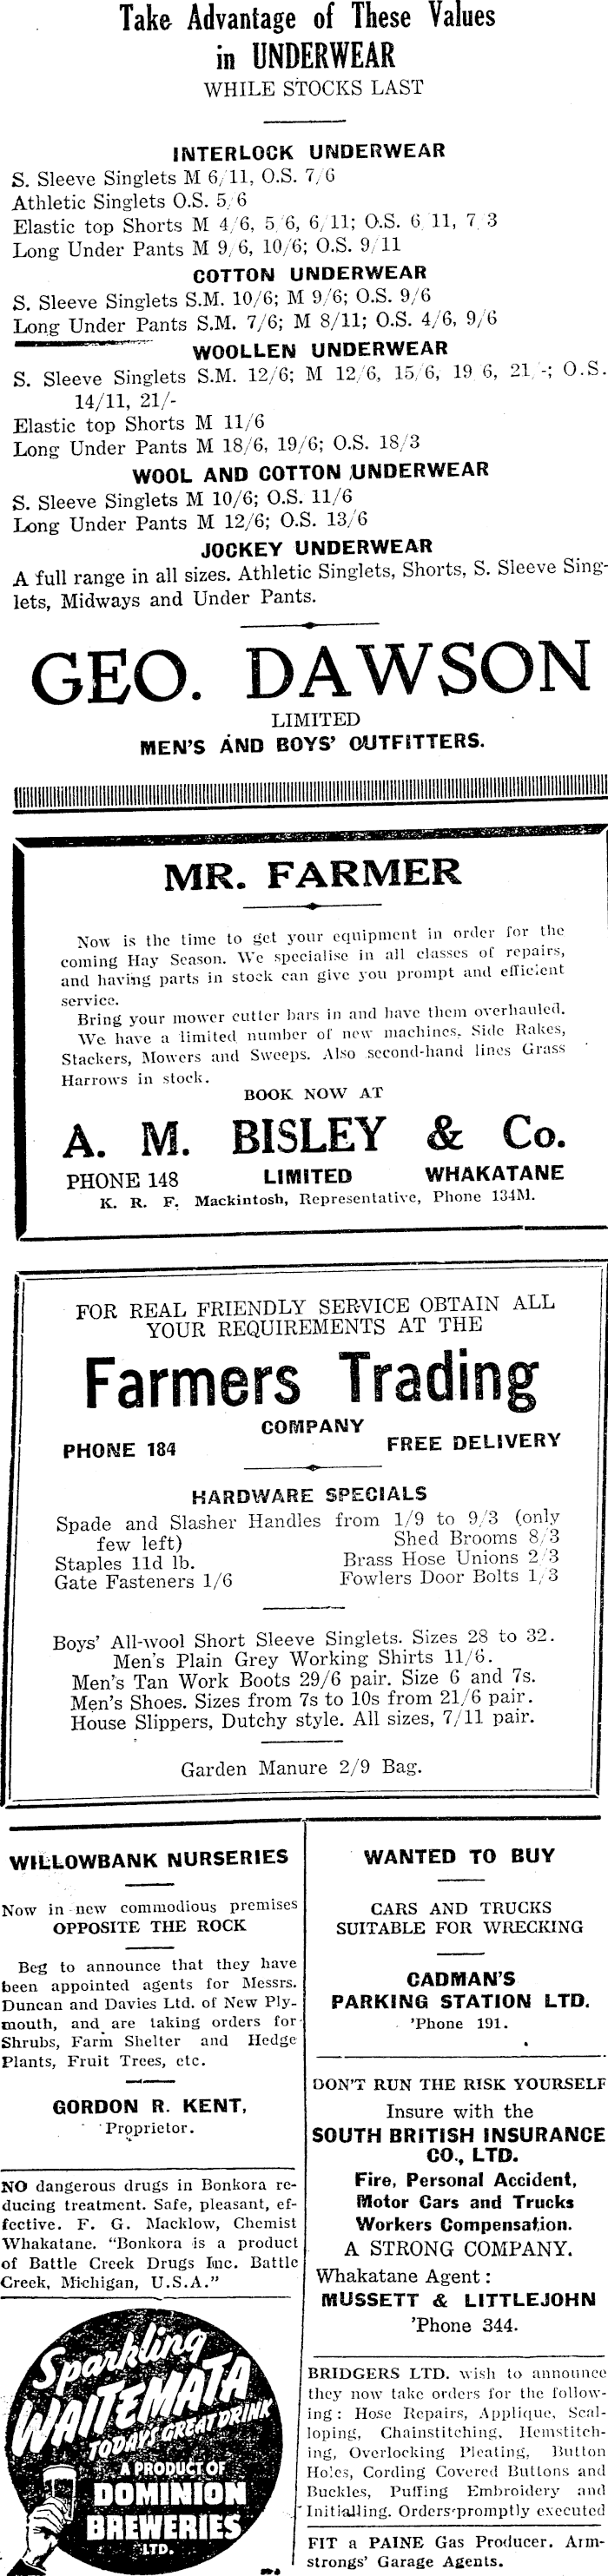 Take Advantage of These Values
in UNDERWEAR
WHILE STOCKS LAST
INTERLOCK UNDERWEAR
S. Sleeve Singlets M 6/11, O.S. 7/6
Athletic Singlets O.S. 5/6
Elastic top Shorts M 4/6, 5/6, 6/11; O.S. 6/11, 7/3
Long Under Pants M 9/6, 10/6; O.S. 9/11
COTTON UNDERWEAR
S. Sleeve Singlets S.M. 10/6; M 9/6; O.S. 9/6
Long Under Pants S.M. 7/6; M 8/11; O.S. 4/6, 9/6
WOOLLEN UNDERWEAR
S. Sleeve Singlets S.M. 12/6; M 12/6, 15/6, 19/6, 21/-; O.S.
14/11, 21/-
Elastic top Shorts M 11/6
Long Under Pants M 18/6, 19/6; O.S. 18/3
WOOL AND COTTON UNDERWEAR
S. Sleeve Singlets M 10/6; O.S. 11/6
Long Under Pants M 12/6; O.S. 13/6
JOCKEY UNDERWEAR
A full range in all sizes. Athletic Singlets, Shorts, S. Sleeve Sing-
lets, Midways and Under Pants.
GEO. DAWSON
LIMITED
MEN'S AND BOYS' OUTFITTERS.
MR. FARMER
Now is the time to get your equipment in order for the
coming Hay Season. We specialise in all classes of repairs,
and having parts in stock can give you prompt and efficient
service.
Bring your mower cutter bars in and have them overhauled.
We have a limited number of new machines. Side Rakes,
Stackers, Mowers and Sweeps. Also second-hand lines Grass
Harrows in stock.
BOOK NOW AT
A. M. BISLEY & Co.
PHONE 148 LIMITED WHAKATANE
K. R. F. Mackintosh, Representative, Phone 134M.
FOR REAL FRIENDLY SERVICE OBTAIN ALL
YOUR REQUIREMENTS AT THE
Farmers Trading
COMPANY
PHONE 184 FREE DELIVERY
HARDWARE SPECIALS
Spade and Slasher Handles from 1/9 to 9/3 (only
few left) Shed Brooms 8/3
Staples 11d lb. Brass Hose Unions 2/3
Gate Fasteners 1/6 Fowlers Door Bolts 1/3
Boys' All-wool Short Sleeve Singlets. Sizes 28 to 32.
Men's Plain Grey Working Shirts 11/6.
Men's Tan Work Boots 29/6 pair. Size 6 and 7s.
Men's Shoes. Sizes from 7s to 10s from 21/6 pair.
House Slippers, Dutchy style. All sizes, 7/11 pair.
Garden Manure 2/9 Bag.
WILLOWBANK NURSERIES
Now in new commodious premises
OPPOSITE THE ROCK
Beg to announce that they have
been appointed agents for Messrs.
Duncan and Davies Ltd. of New Ply-
mouth, and are taking orders for
Shrubs, Farm Shelter and Hedge
Plants, Fruit Trees, etc.
GORDON R. KENT,
Proprietor.
NO dangerous drugs in Bonkora re-
ducing treatment. Safe, pleasant, ef-
fective. F. G. Macklow, Chemist
Whakatane. "Bonkora is a product
of Battle Creek Drugs Inc. Battle
Creek, Michigan, U.S.A."
Sparkling
WAITEMATA
TODAY'S GREAT DRINK
A PRODUCT OF
DOMINION
BREWERIES
LTD.
WANTED TO BUY
CARS AND TRUCKS
SUITABLE FOR WRECKING
CADMAN'S
PARKING STATION LTD.
'Phone 191.
DON'T RUN THE RISK YOURSELF
Insure with the
SOUTH BRITISH INSURANCE
CO., LTD.
Fire, Personal Accident,
Motor Cars and Trucks
Workers Compensation.
A STRONG COMPANY.
Whakatane Agent:
MUSSETT & LITTLEJOHN
'Phone 344.
BRIDGERS LTD. wish to announce
they now take orders for the follow-
ing: Hose Repairs, Applique, Scal-
loping, Chainstitching, Hemstitch-
ing, Overlocking Pleating, Button
Holes, Cording Covered Buttons and
Buckles, Puffing Embroidery and
Initialling. Orders promptly executed
FIT a PAINE Gas Producer. Arm-
strongs' Garage Agents.